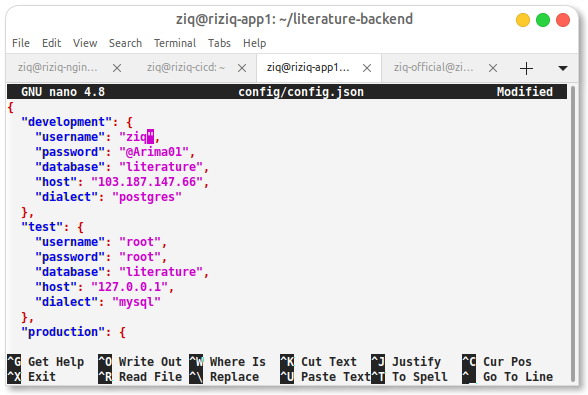 ziq@riziq-app1: ~/literature-backend
File Edit View Search Terminal Tabs Help
ziq@riziq-ngin... ziq@riziq-cicd: ~ ziq@riziq-app1... ziq-official@zi...
GNU nano 4.8 config/config.json Modified
{
"development": {
"username": "ziq",
"password": "@Arima01",
"database": "literature",
"host": "103.187.147.66",
"dialect": "postgres"
},
"test": {
"username": "root",
"password": "root",
"database": "literature",
"host": "127.0.0.1",
"dialect": "mysql"
},
"production": {
^G Get Help ^O Write Out ^W Where Is ^K Cut Text ^J Justify ^C Cur Pos
^X Exit ^R Read File ^\ Replace ^U Paste Text ^T To Spell ^_ Go To Line